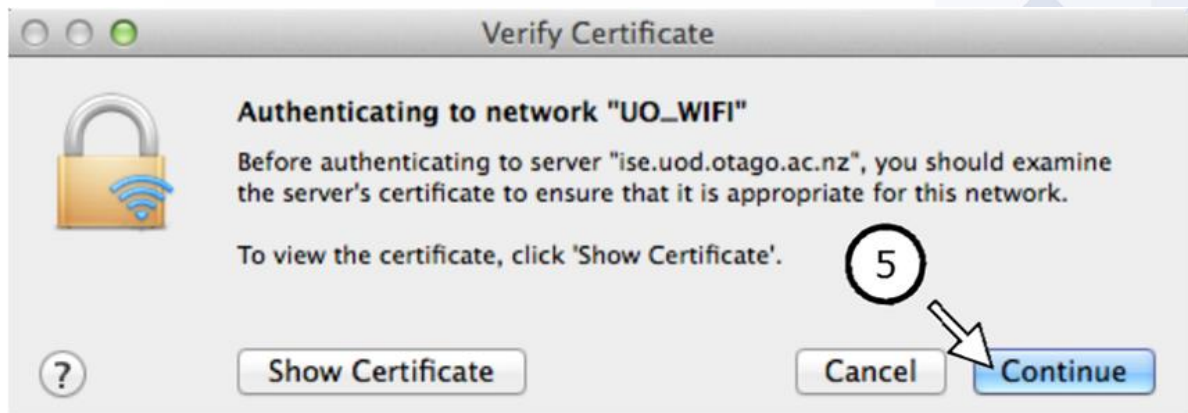 Verify Certificate
Authenticating to network "UO_WIFI"
Before authenticating to server "ise.uod.otago.ac.nz", you should examine
the server's certificate to ensure that it is appropriate for this network.
To view the certificate, click 'Show Certificate'.
5
?
Show Certificate
Cancel
Continue